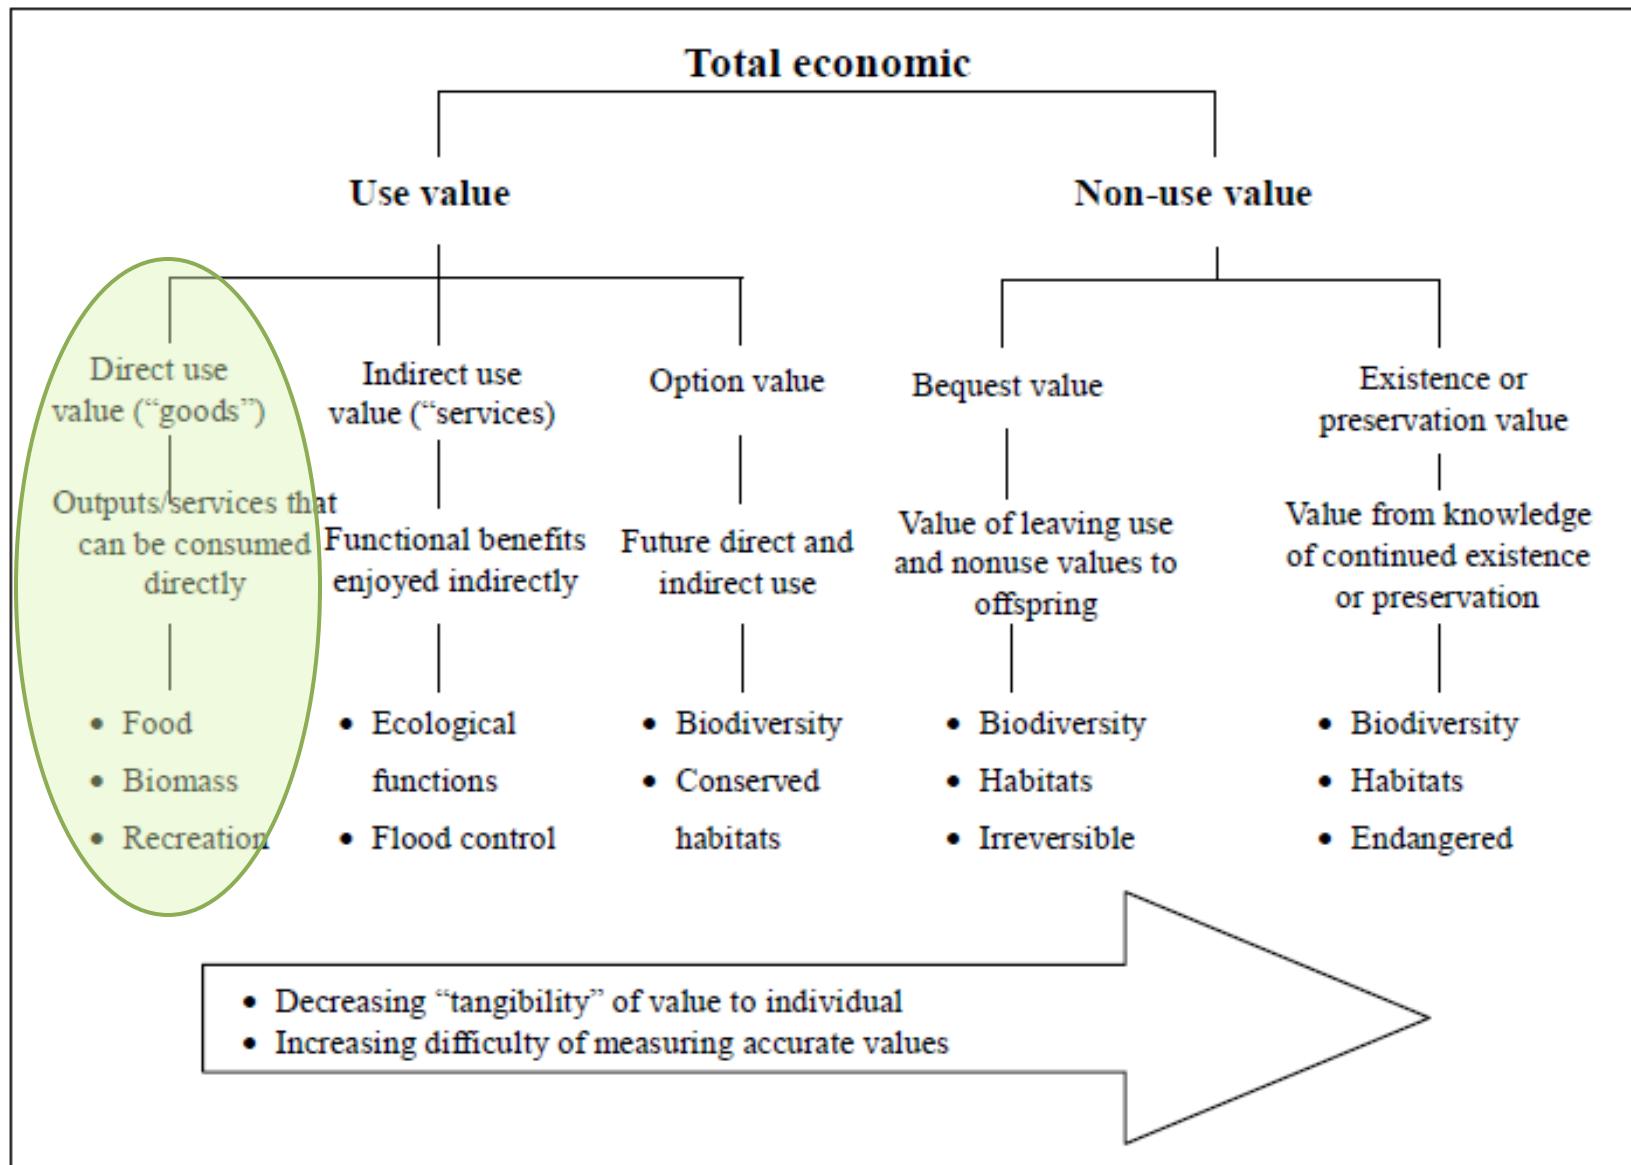 Total economic
Use value
Non-use value
Direct use
value (“goods”)
Indirect use
value (“services)
Option value
Bequest value
Existence or
preservation value
Outputs/services that
can be consumed
directly
Functional benefits
enjoyed indirectly
Future direct and
indirect use
Value of leaving use
and nonuse values to
offspring
Value from knowledge
of continued existence
or preservation
• Food
• Biomass
• Recreation
• Ecological
functions
• Flood control
• Biodiversity
• Conserved
habitats
• Biodiversity
• Habitats
• Irreversible
• Biodiversity
• Habitats
• Endangered
• Decreasing “tangibility” of value to individual
• Increasing difficulty of measuring accurate values